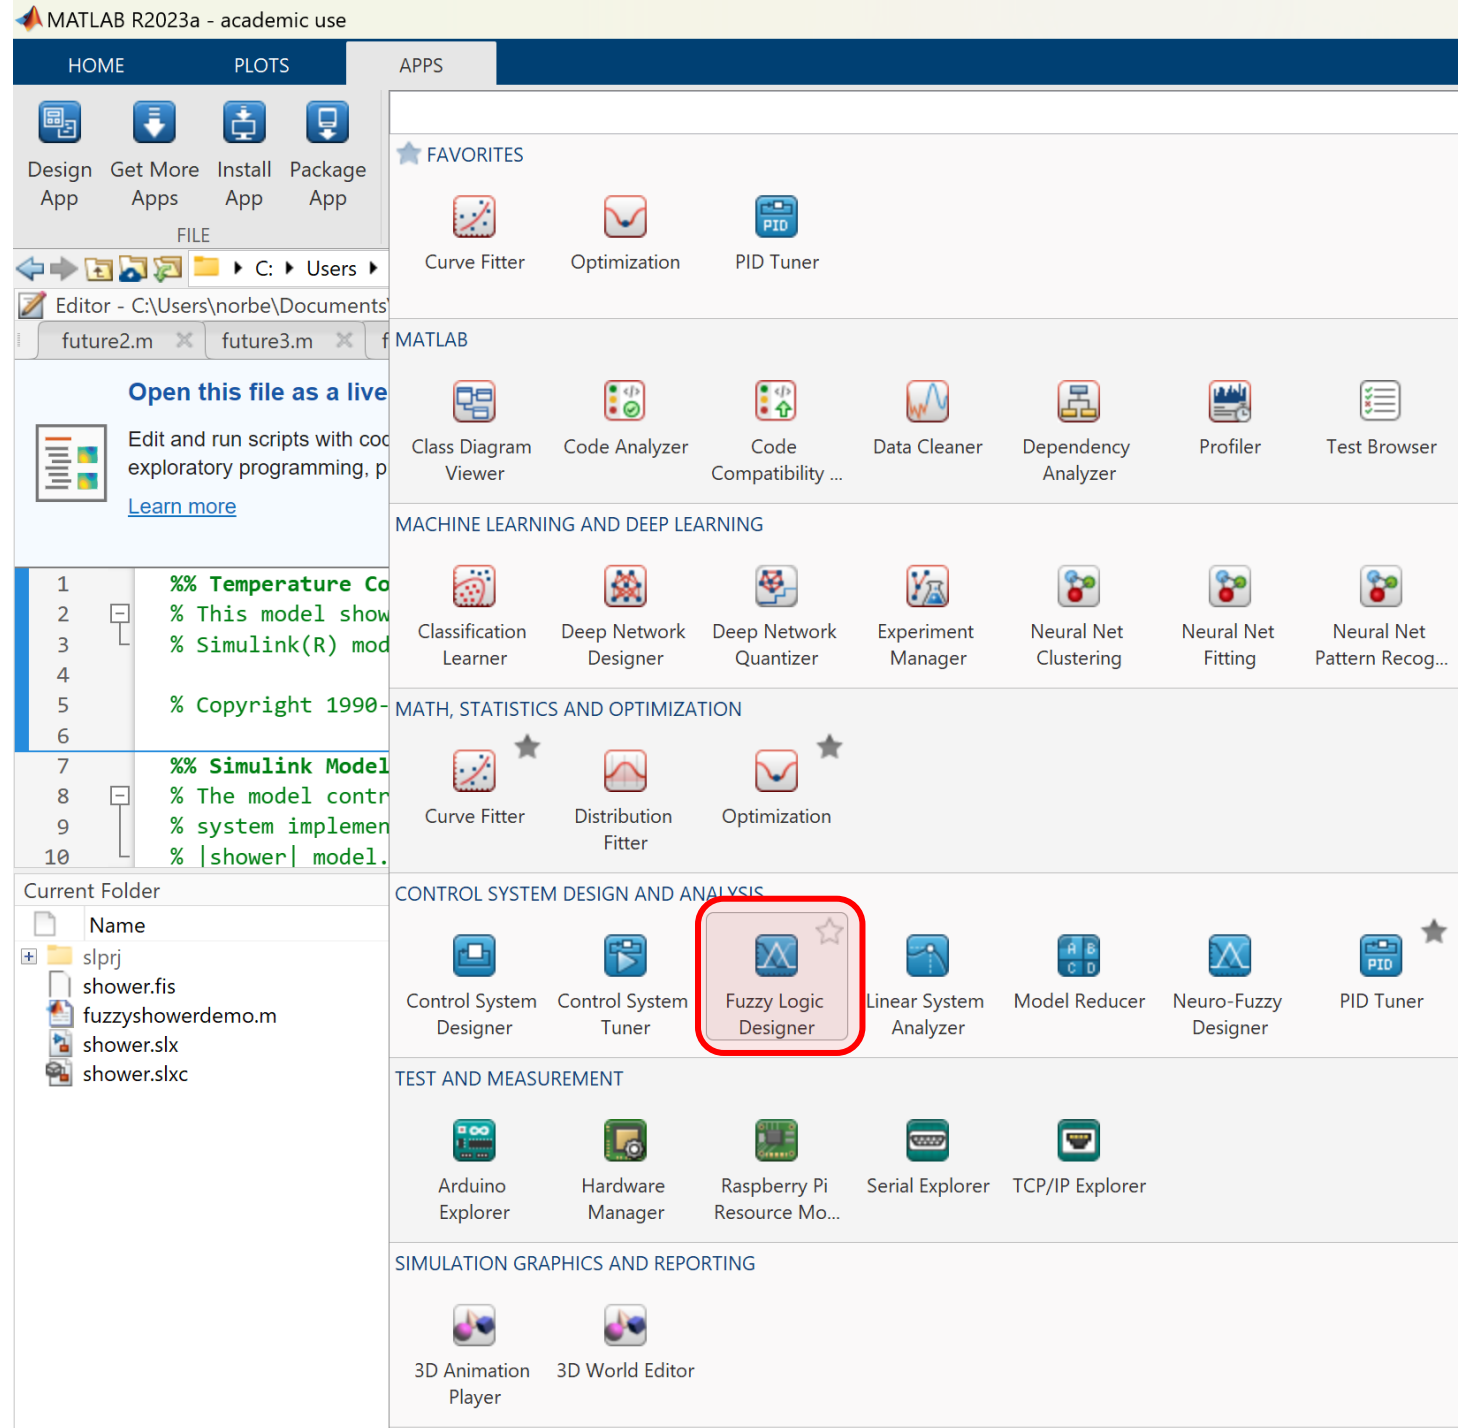 MATLAB R2023a - academic use
HOME PLOTS APPS
Design App
Get More Apps
Install App
Package App
FILE
C: Users
Editor - C:\Users\norbe\Documents\
future2.m future3.m f
Open this file as a live
Edit and run scripts with coc
exploratory programming, p
Learn more
1 %% Temperature Co
2 % This model show
3 % Simulink(R) mod
4
5 % Copyright 1990-
6
7 %% Simulink Model
8 % The model contr
9 % system implemen
10 % |shower| model.
Current Folder
Name
slprj
shower.fis
fuzzyshowerdemo.m
shower.slx
shower.slxc
FAVORITES
Curve Fitter
Optimization
PID
PID Tuner
MATLAB
Class Diagram Viewer
Code Analyzer
Code Compatibility ...
Data Cleaner
Dependency Analyzer
Profiler
Test Browser
MACHINE LEARNING AND DEEP LEARNING
Classification Learner
Deep Network Designer
Deep Network Quantizer
Experiment Manager
Neural Net Clustering
Neural Net Fitting
Neural Net Pattern Recog...
MATH, STATISTICS AND OPTIMIZATION
Curve Fitter
Distribution Fitter
Optimization
CONTROL SYSTEM DESIGN AND ANALYSIS
Control System Designer
Control System Tuner
Fuzzy Logic Designer
Linear System Analyzer
A B
C D
Model Reducer
Neuro-Fuzzy Designer
PID
PID Tuner
TEST AND MEASUREMENT
Arduino Explorer
Hardware Manager
Raspberry Pi Resource Mo...
Serial Explorer
TCP/IP Explorer
SIMULATION GRAPHICS AND REPORTING
3D Animation Player
3D World Editor